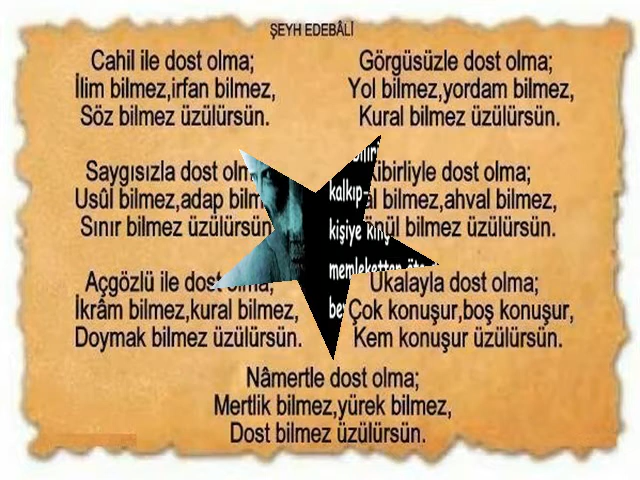 ŞEYH EDEBÂLİ
Cahil ile dost olma;
İlim bilmez,irfan bilmez,
Söz bilmez üzülürsün.
Görgüsüzle dost olma;
Yol bilmez,yordam bilmez,
Kural bilmez üzülürsün.
Saygısızla dost
Usûl bilmez,adap
Sınır bilmez üzülürsün
dost olma;
bilmez,ahval bilmez,
bilmez üzülürsün.
kalkıp
kişiye
memleketten
Açgözlü ile dost
İkrâm bilmez,kural bilmez,
Doymak bilmez üzülürsün.
Ukalayla dost olma;
Çok konuşur,boş konuşur,
Kem konuşur üzülürsün.
Nâmertle dost olma;
Mertlik bilmez,yürek bilmez,
Dost bilmez üzülürsün.